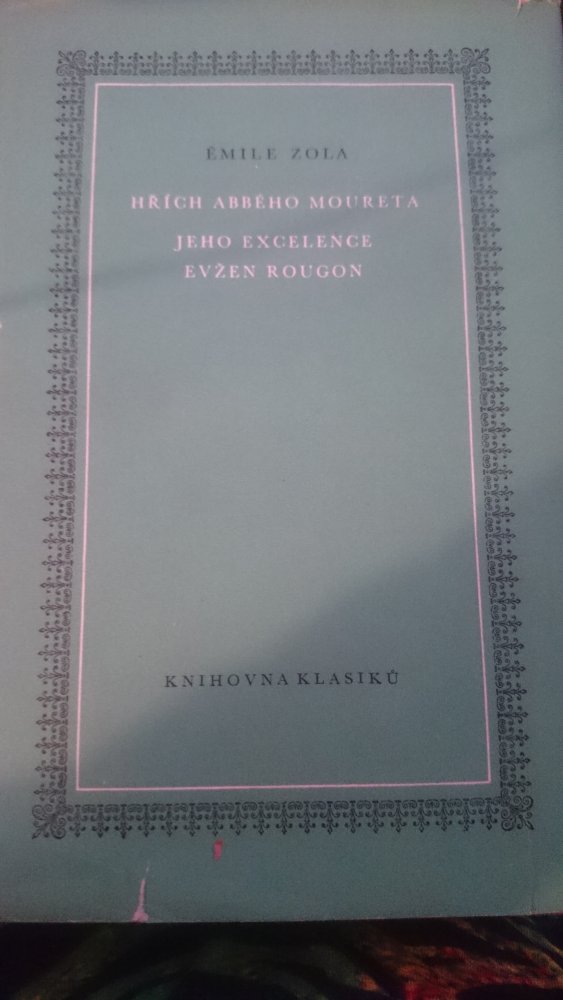 ÉMILE ZOLA
HŘÍCH ABBÉHO MOURETA
JEHO EXCELENCE
EVŽEN ROUGON
KNIHOVNA KLASIKŮ